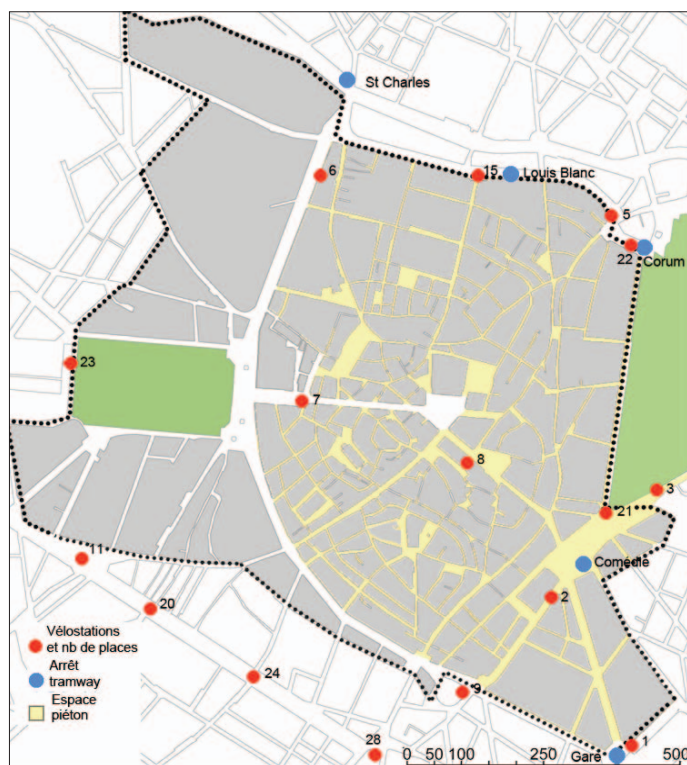 St Charles
6
15
Louis Blanc
5
22
Corum
23
7
8
3
21
11
Comédie
2
20
Vélostations
et nb de places
Arrêt
tramway
24
9
Espace
piéton
28
Gare
1
0 50 100 250 500